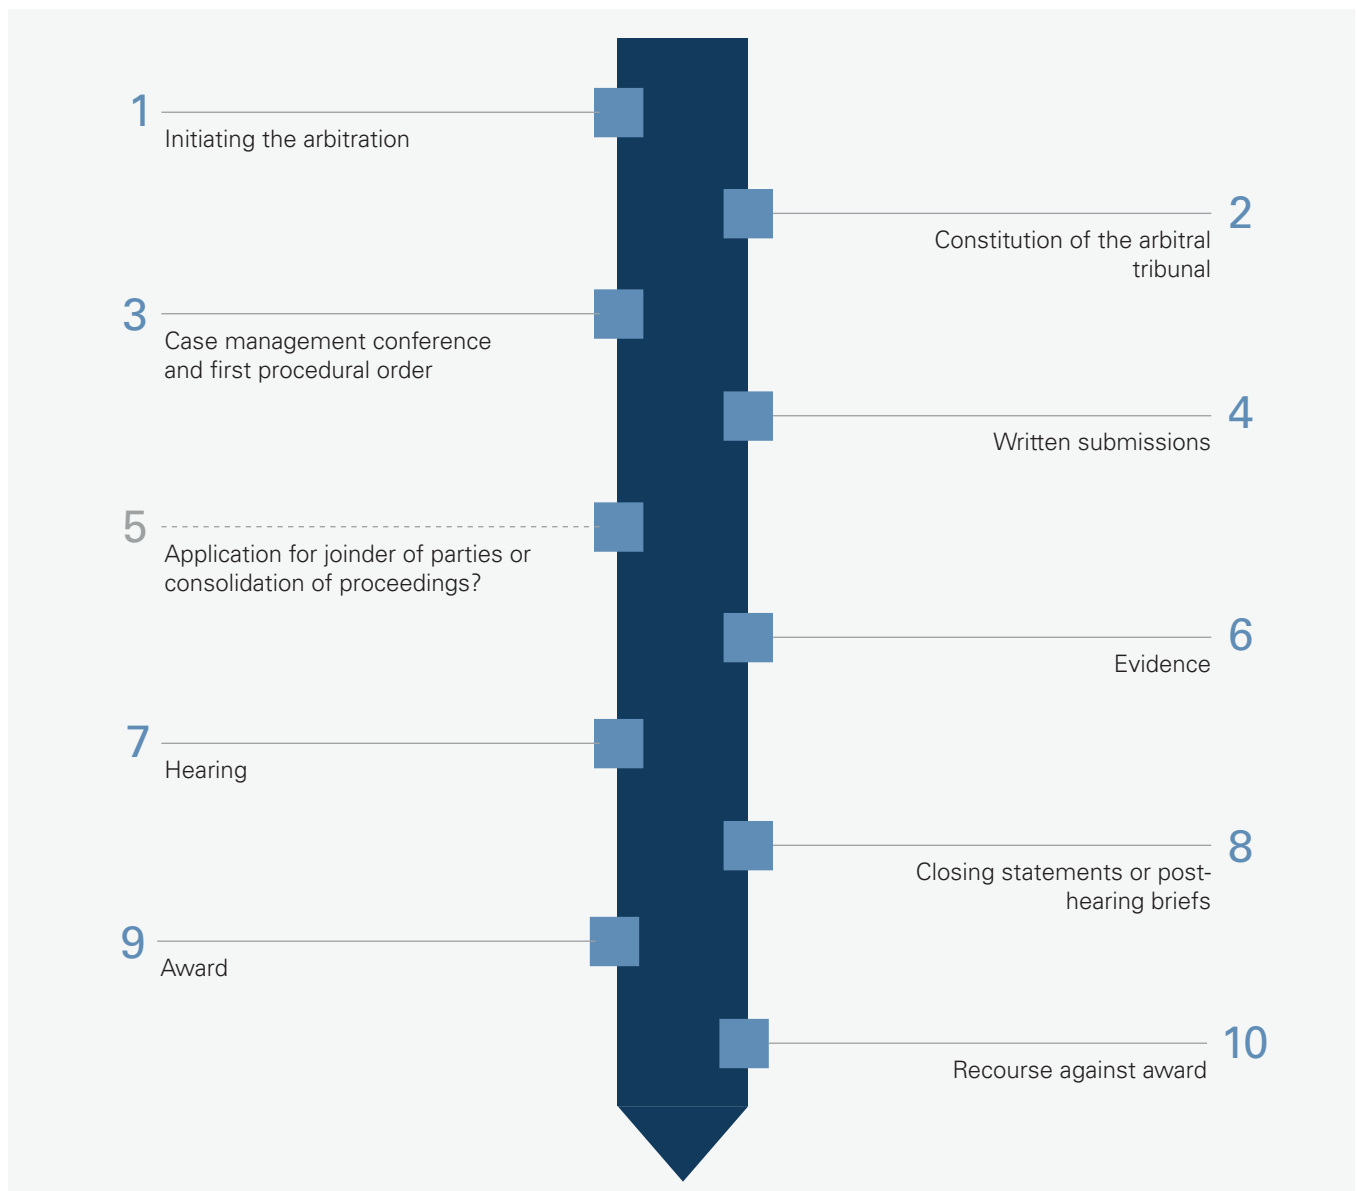 1
Initiating the arbitration
2
Constitution of the arbitral
tribunal
3
Case management conference
and first procedural order
4
Written submissions
5
Application for joinder of parties or
consolidation of proceedings?
6
Evidence
7
Hearing
8
Closing statements or post-
hearing briefs
9
Award
10
Recourse against award